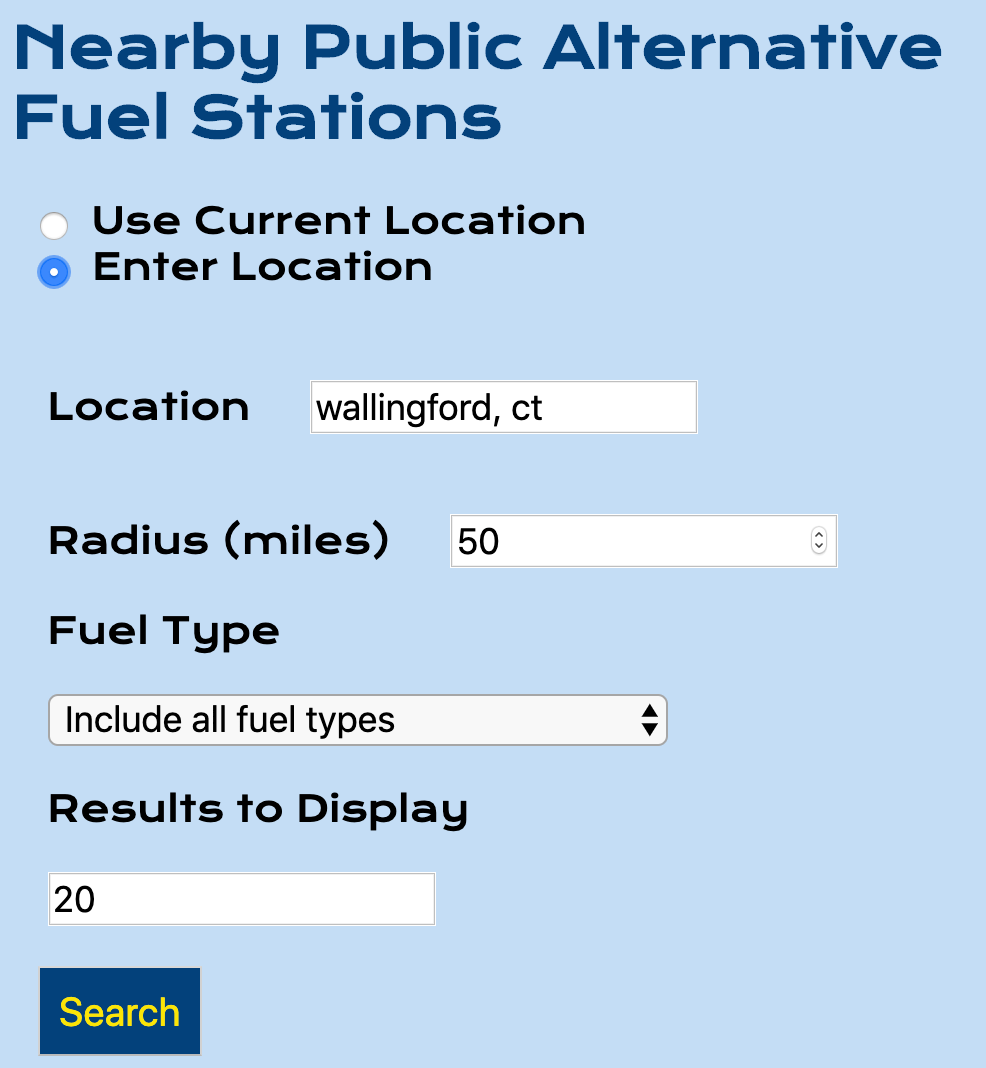 Nearby Public Alternative
Fuel Stations
Use Current Location
Enter Location
Location wallingford, ct
Radius (miles) 50
Fuel Type
Include all fuel types
Results to Display
20
Search